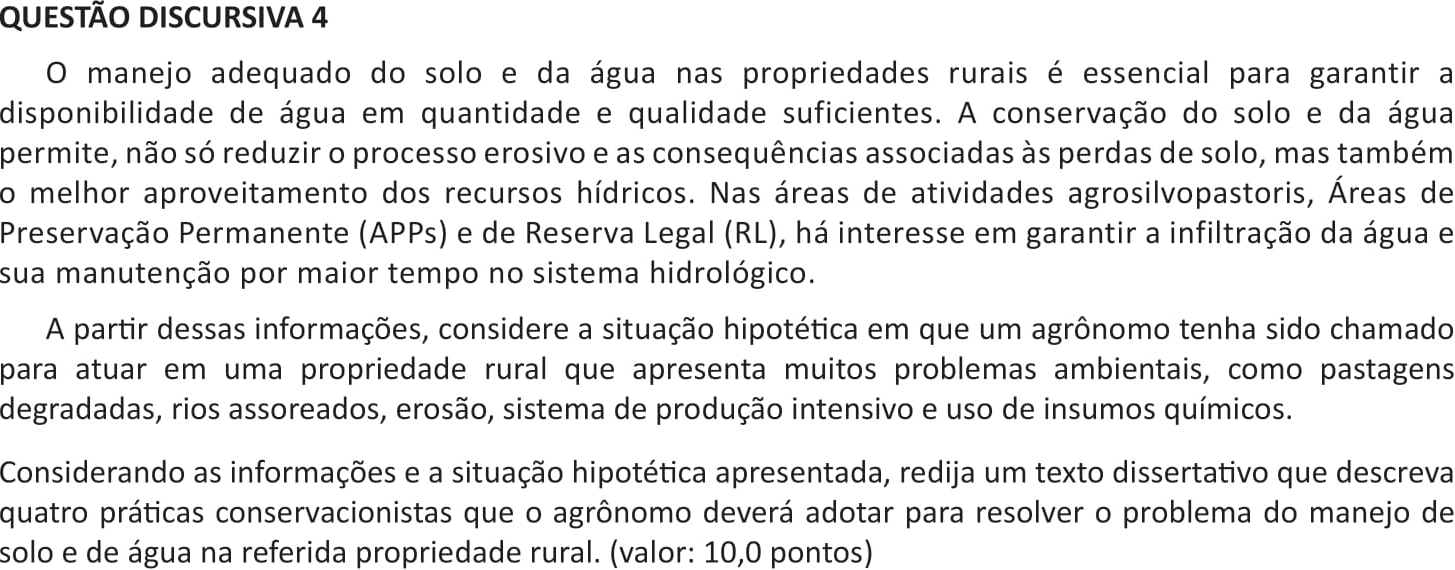 QUESTÃO DISCURSIVA 4
O manejo adequado do solo e da água nas propriedades rurais é essencial para garantir a
disponibilidade de água em quantidade e qualidade suficientes. A conservação do solo e da água
permite, não só reduzir o processo erosivo e as consequências associadas às perdas de solo, mas também
o melhor aproveitamento dos recursos hídricos. Nas áreas de atividades agrosilvopastoris, Áreas de
Preservação Permanente (APPs) e de Reserva Legal (RL), há interesse em garantir a infiltração da água e
sua manutenção por maior tempo no sistema hidrológico.
A partir dessas informações, considere a situação hipotética em que um agrônomo tenha sido chamado
para atuar em uma propriedade rural que apresenta muitos problemas ambientais, como pastagens
degradadas, rios assoreados, erosão, sistema de produção intensivo e uso de insumos químicos.
Considerando as informações e a situação hipotética apresentada, redija um texto dissertativo que descreva
quatro práticas conservacionistas que o agrônomo deverá adotar para resolver o problema do manejo de
solo e de água na referida propriedade rural. (valor: 10,0 pontos)